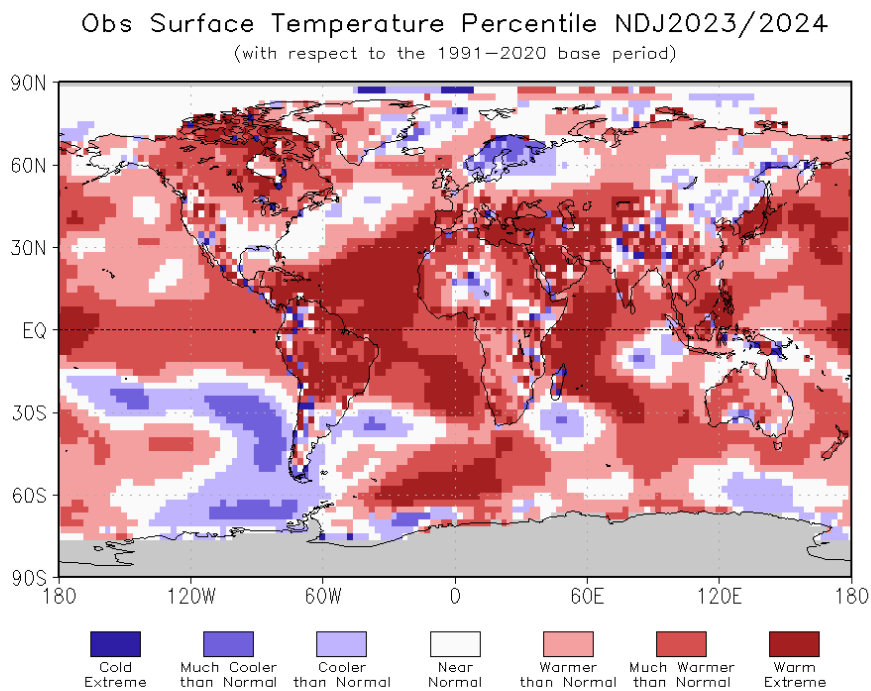 Obs Surface Temperature Percentile NDJ2023/2024
(with respect to the 1991–2020 base period)
90N
60N
30N
EQ
30S
60S
90S
180 120W 60W 0 60E 120E 180
Cold Extreme
Much Cooler than Normal
Cooler than Normal
Near Normal
Warmer than Normal
Much Warmer than Normal
Warm Extreme